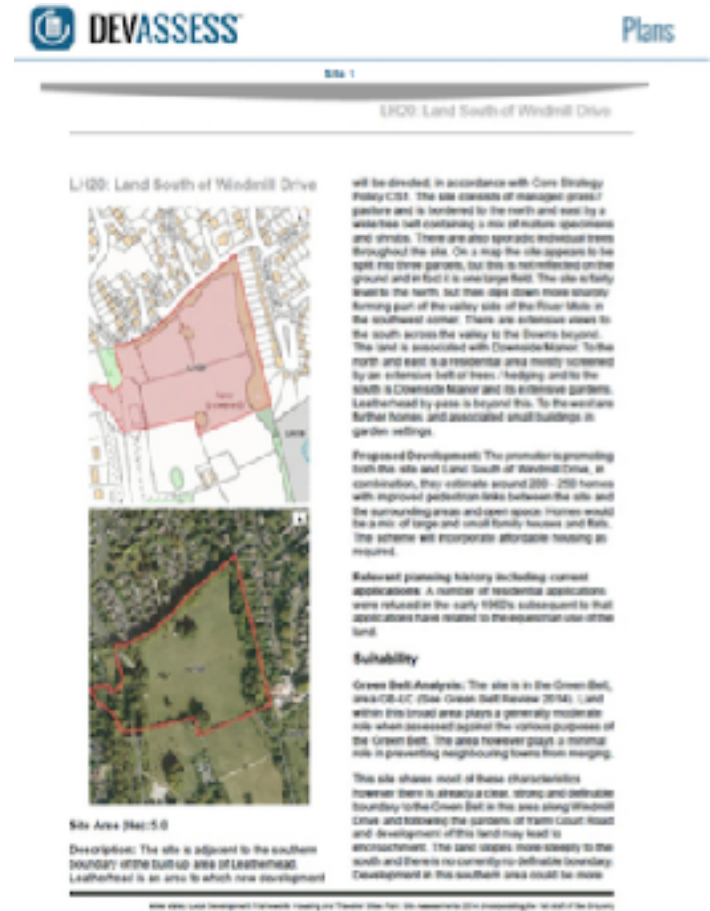 DEVASSESS
Plans
Site 1
LH20: Land South of Windmill Drive
LH20: Land South of Windmill Drive
Site Area (Ha): 5.0
Description: The site is adjacent to the southern
boundary of the built-up area of Leatherhead.
Leatherhead is an area to which new development
will be directed, in accordance with Core Strategy
Policy CS1. The site consists of managed grass /
pasture and is bordered to the north and east by a
wide tree belt containing a mix of mature specimens
and shrubs. There are also sporadic individual trees
throughout the site. On a map the site appears to be
split into three parcels, but this is not reflected on the
ground and in fact it is one large field. The site is fairly
level to the north, but then dips down more sharply
forming part of the valley side of the River Mole in
the southwest corner. There are extensive views to
the south across the valley to the Downs beyond.
The land is associated with Downside Manor. To the
north and east is a residential area mostly screened
by an extensive belt of trees / hedging and to the
south is Downside Manor and its extensive gardens.
Leatherhead by-pass is beyond this. To the west are
further homes and associated small buildings in
garden settings.
Proposed Development: The promoter is promoting
both this site and Land South of Windmill Drive, in
combination, they estimate around 200 - 250 homes
with improved pedestrian links between the site and
the surrounding areas and open space. Homes would
be a mix of large and small family houses and flats.
The scheme will incorporate affordable housing as
required.
Relevant planning history including current
applications: A number of residential applications
were refused in the early 1960's subsequent to that
applications have related to the equestrian use of the
land.
Suitability
Green Belt Analysis: The site is in the Green Belt,
area (See Green Belt Review 2014). Land
within this broad area plays a generally moderate
role when assessed against the various purposes of
the Green Belt. The area however plays a minimal
role in preventing neighbouring towns from merging.
This site shares most of these characteristics
however there is already a clear, strong and definable
boundary to the Green Belt in this area along Windmill
Drive and following the gardens of Yarm Court Road
and development of this land may lead to
encroachment. The land slopes more steeply to the
south and there is no currently no definable boundary.
Development in this southern area could be more